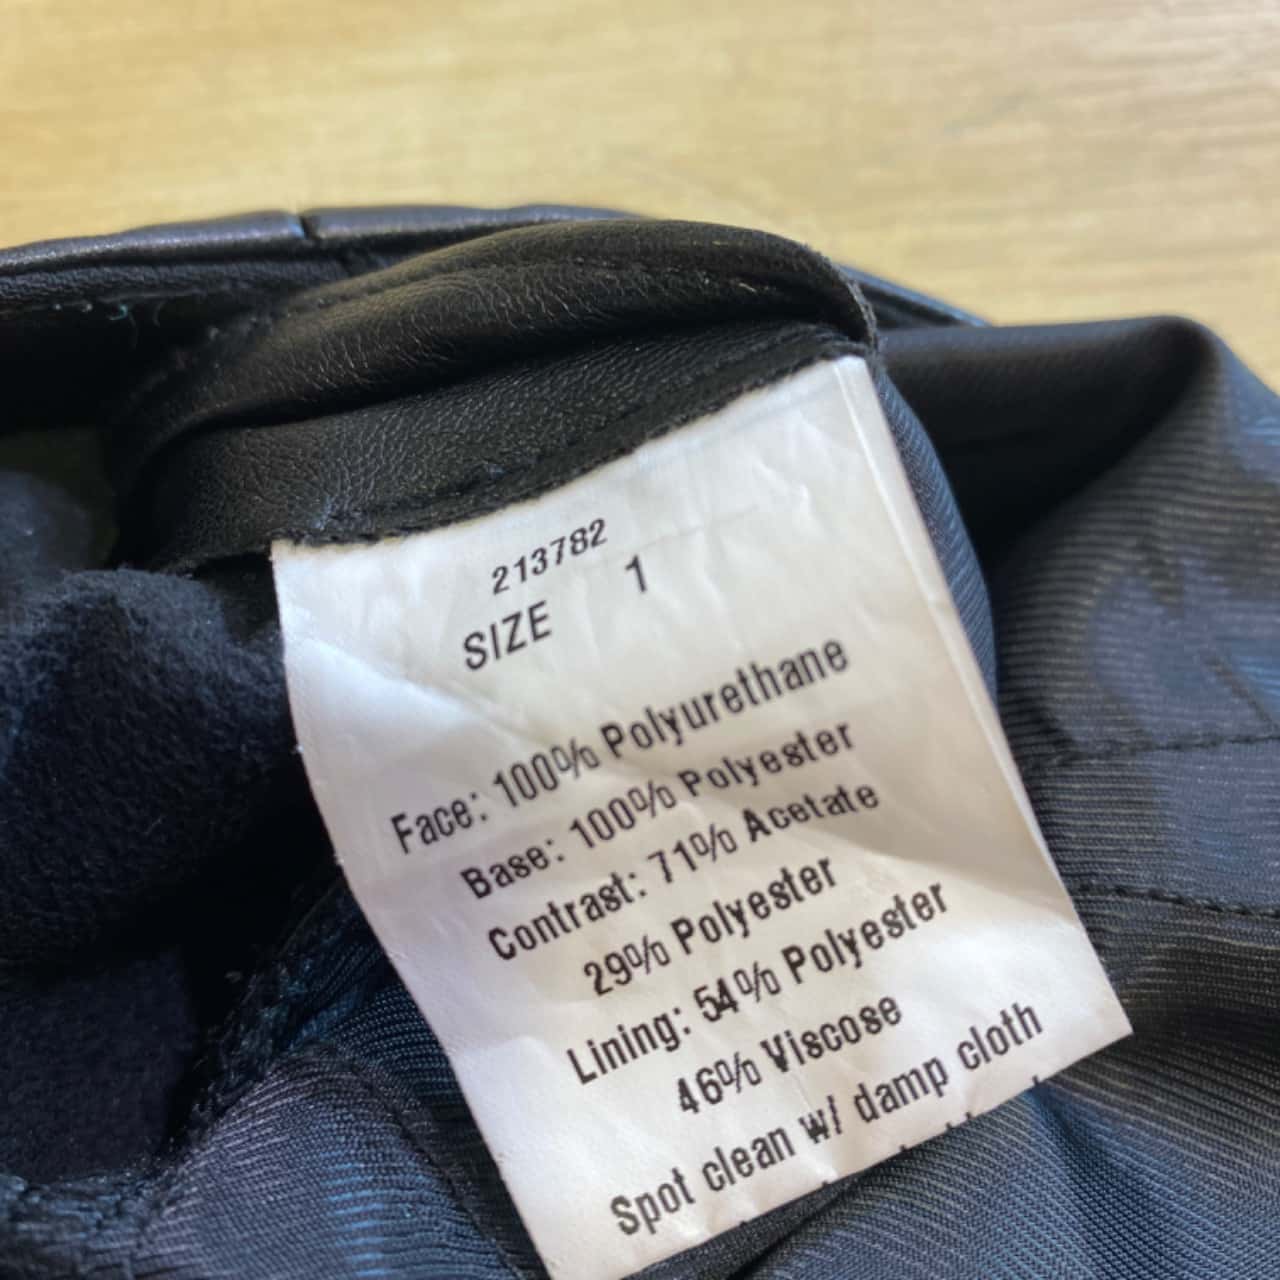 213782
SIZE 1
Face: 100% Polyurethane
Base: 100% Polyester
Contrast: 71% Acetate
29% Polyester
Lining: 54% Polyester
46% Viscose
Spot clean w/ damp cloth